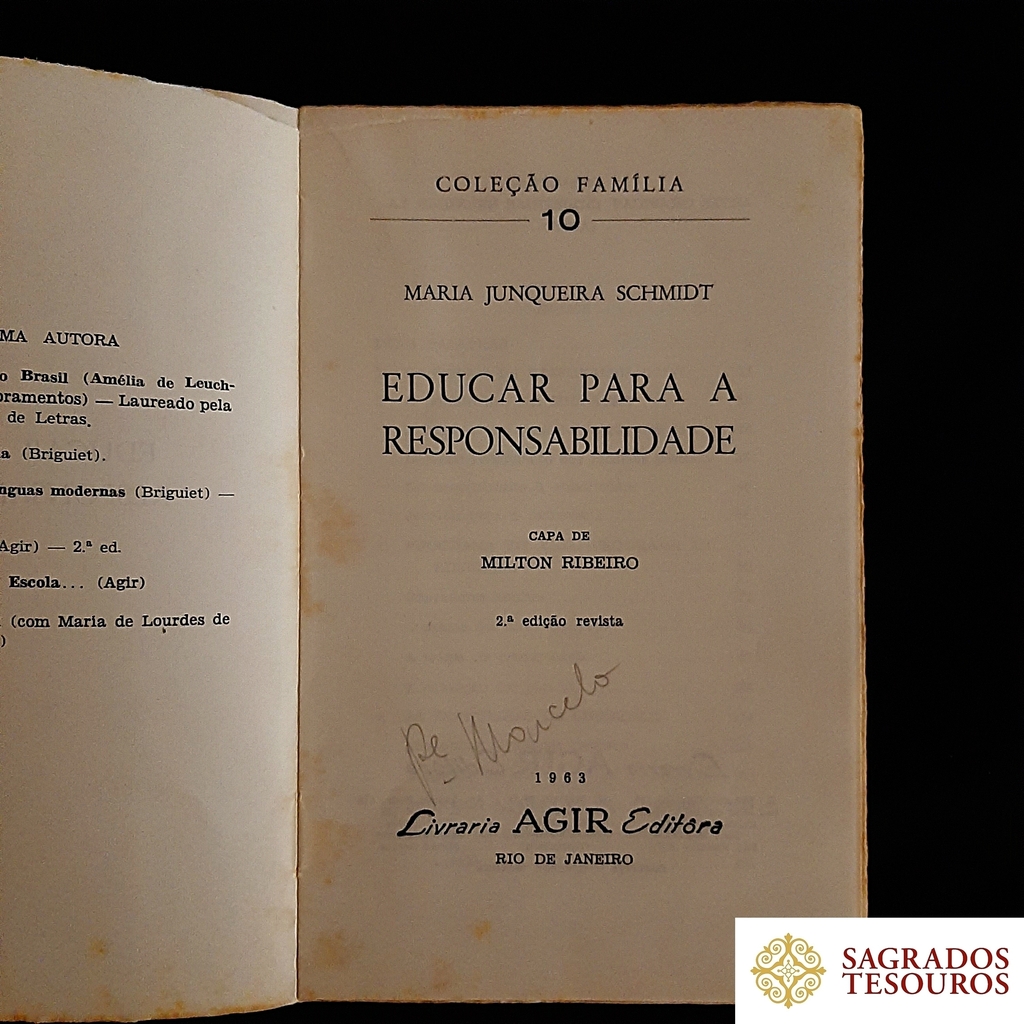 MA AUTORA
o Brasil (Amélia de Leuch-
oramentos) — Laureado pela
de Letras.
a (Briguiet).
nguas modernas (Briguiet) —
Agir) — 2.ª ed.
Escola... (Agir)
(com Maria de Lourdes de
)
COLEÇÃO FAMÍLIA
10
MARIA JUNQUEIRA SCHMIDT
EDUCAR PARA A
RESPONSABILIDADE
CAPA DE
MILTON RIBEIRO
2.ª edição revista
Pe Marcelo
1963
Livraria AGIR Editôra
RIO DE JANEIRO
SAGRADOS
TESOUROS